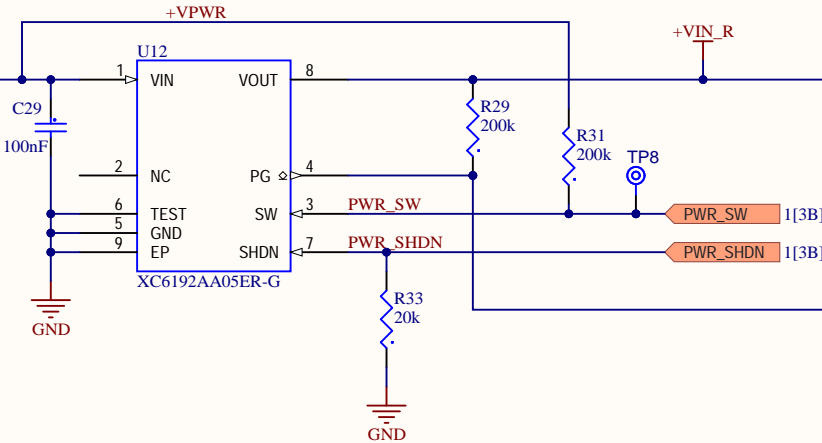 +VPWR
+VIN_R
U12
1 VIN VOUT 8
C29
100nF
R29
200k
R31
200k
TP8
2 NC PG 4
6 TEST SW 3 PWR_SW PWR_SW 1[3B]
5 GND
9 EP SHDN 7 PWR_SHDN PWR_SHDN 1[3B]
XC6192AA05ER-G
R33
20k
GND
GND